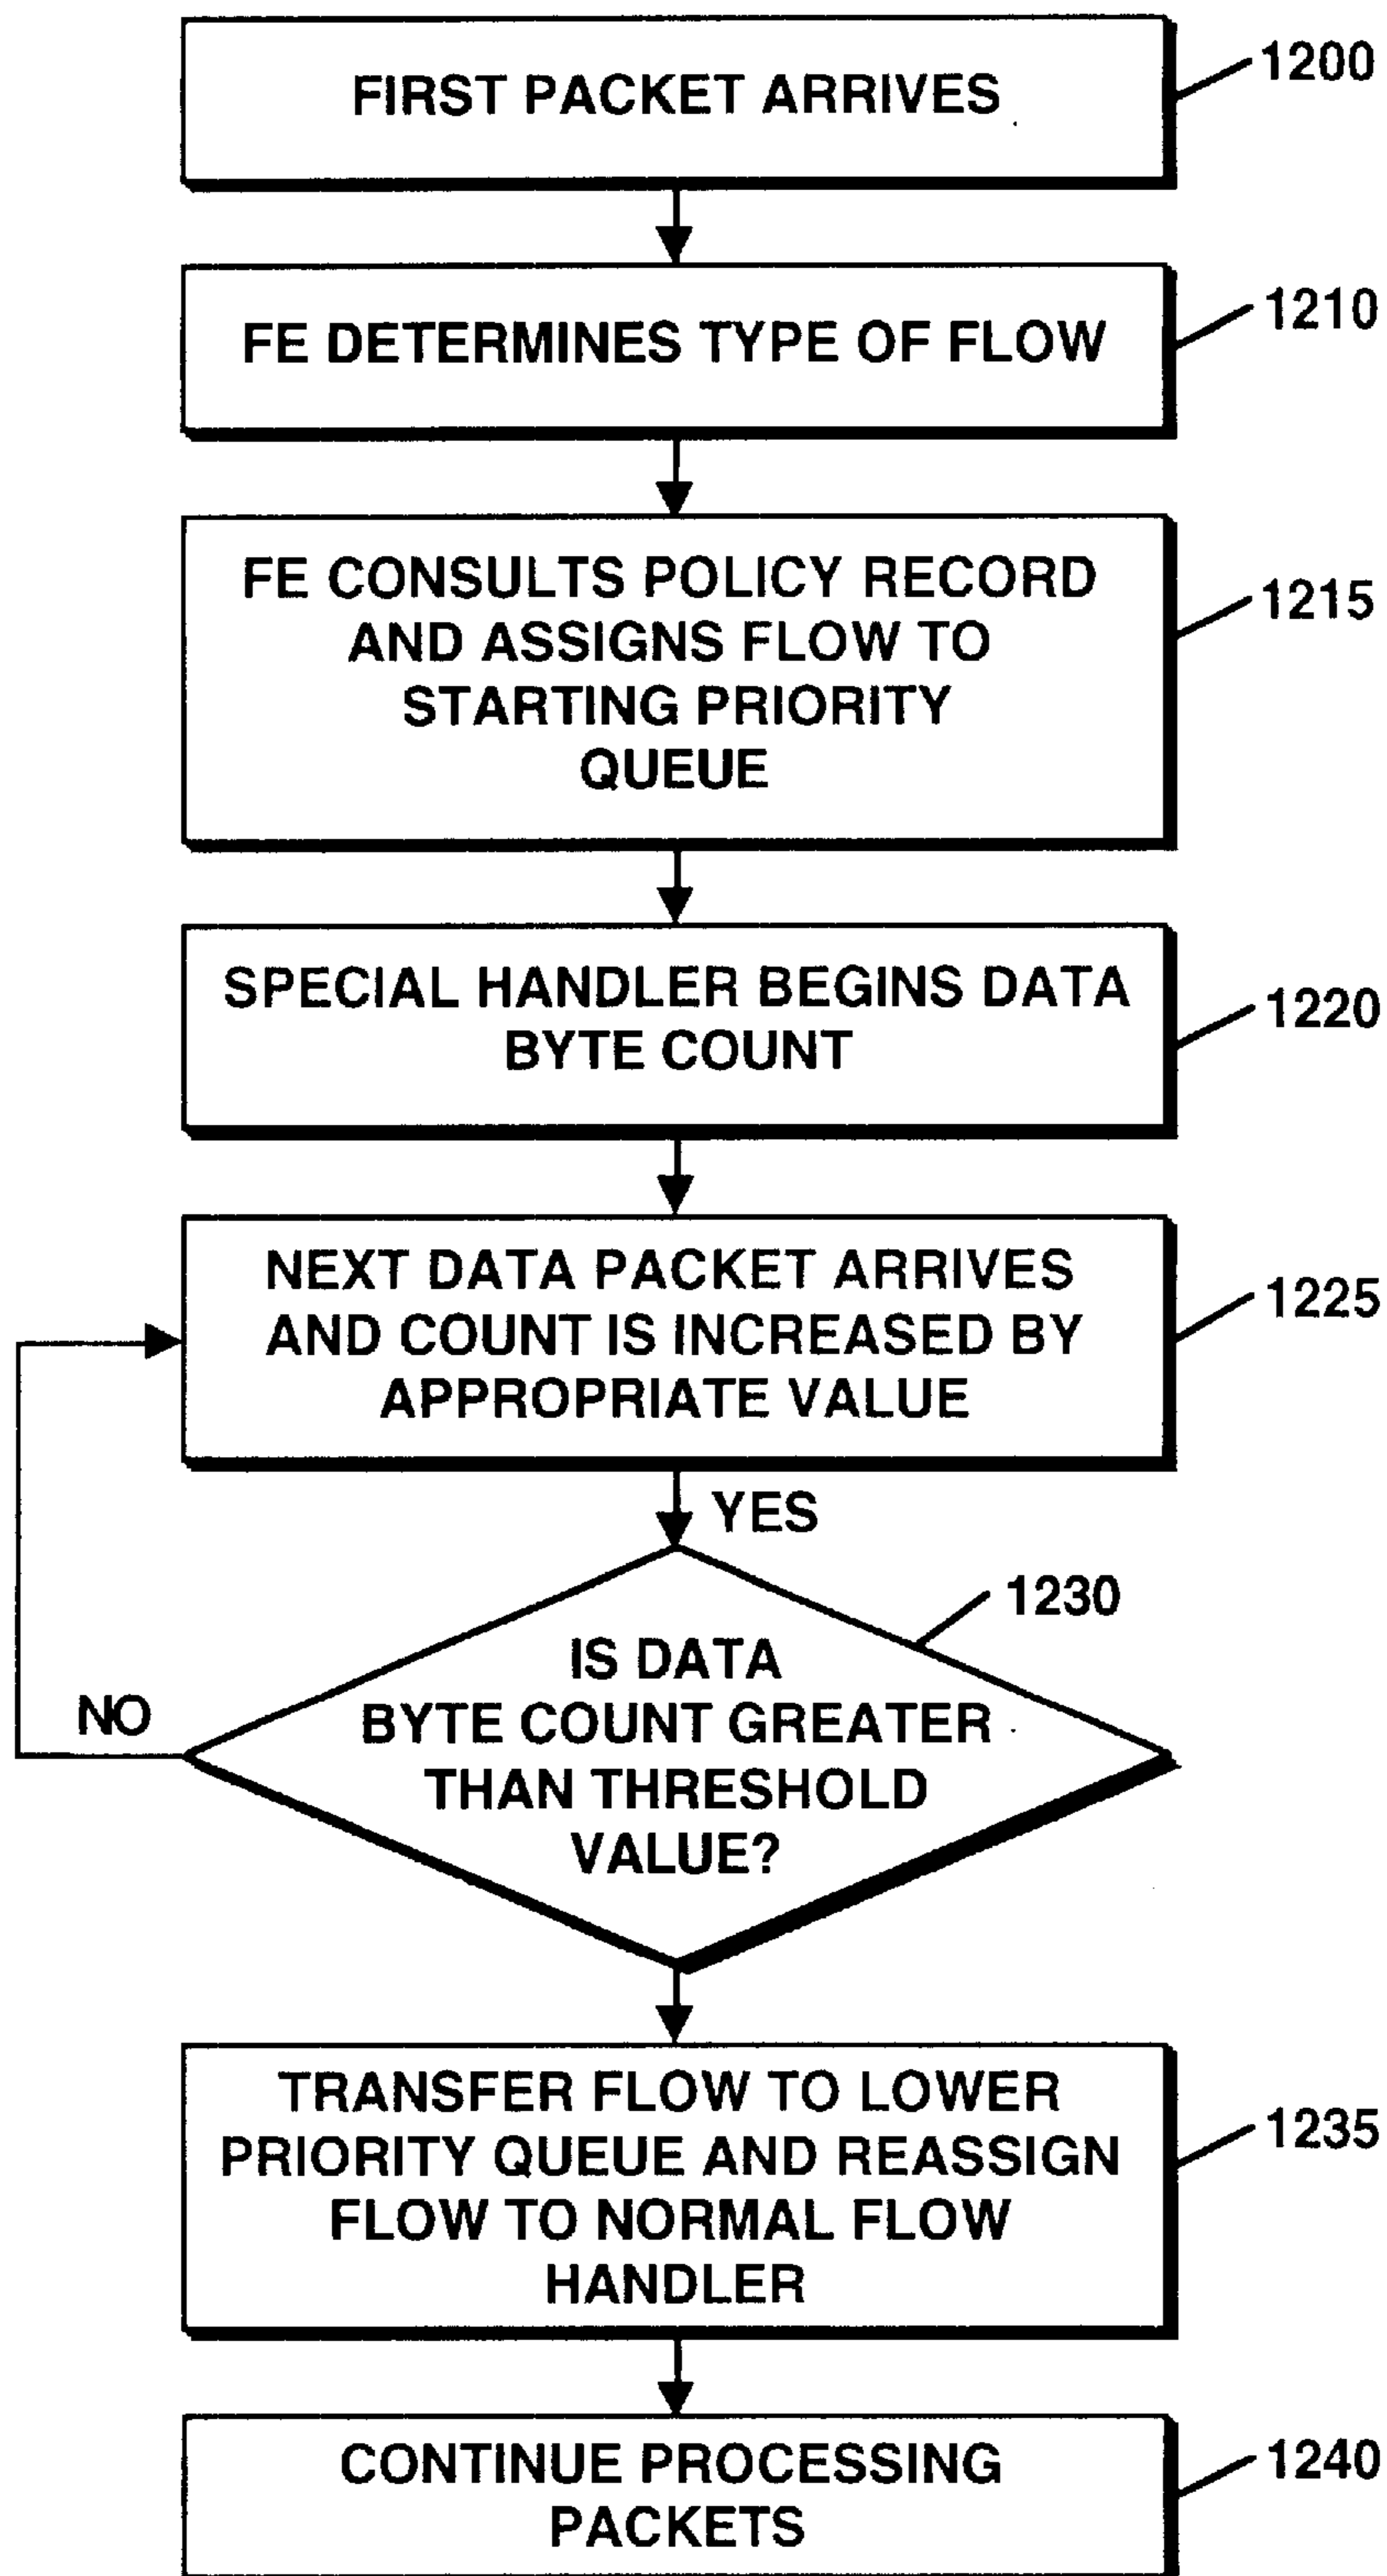 FIRST PACKET ARRIVES
1200
FE DETERMINES TYPE OF FLOW
1210
FE CONSULTS POLICY RECORD
AND ASSIGNS FLOW TO
STARTING PRIORITY
QUEUE
1215
SPECIAL HANDLER BEGINS DATA
BYTE COUNT
1220
NEXT DATA PACKET ARRIVES
AND COUNT IS INCREASED BY
APPROPRIATE VALUE
1225
YES
1230
IS DATA
BYTE COUNT GREATER
THAN THRESHOLD
VALUE?
NO
TRANSFER FLOW TO LOWER
PRIORITY QUEUE AND REASSIGN
FLOW TO NORMAL FLOW
HANDLER
1235
CONTINUE PROCESSING
PACKETS
1240